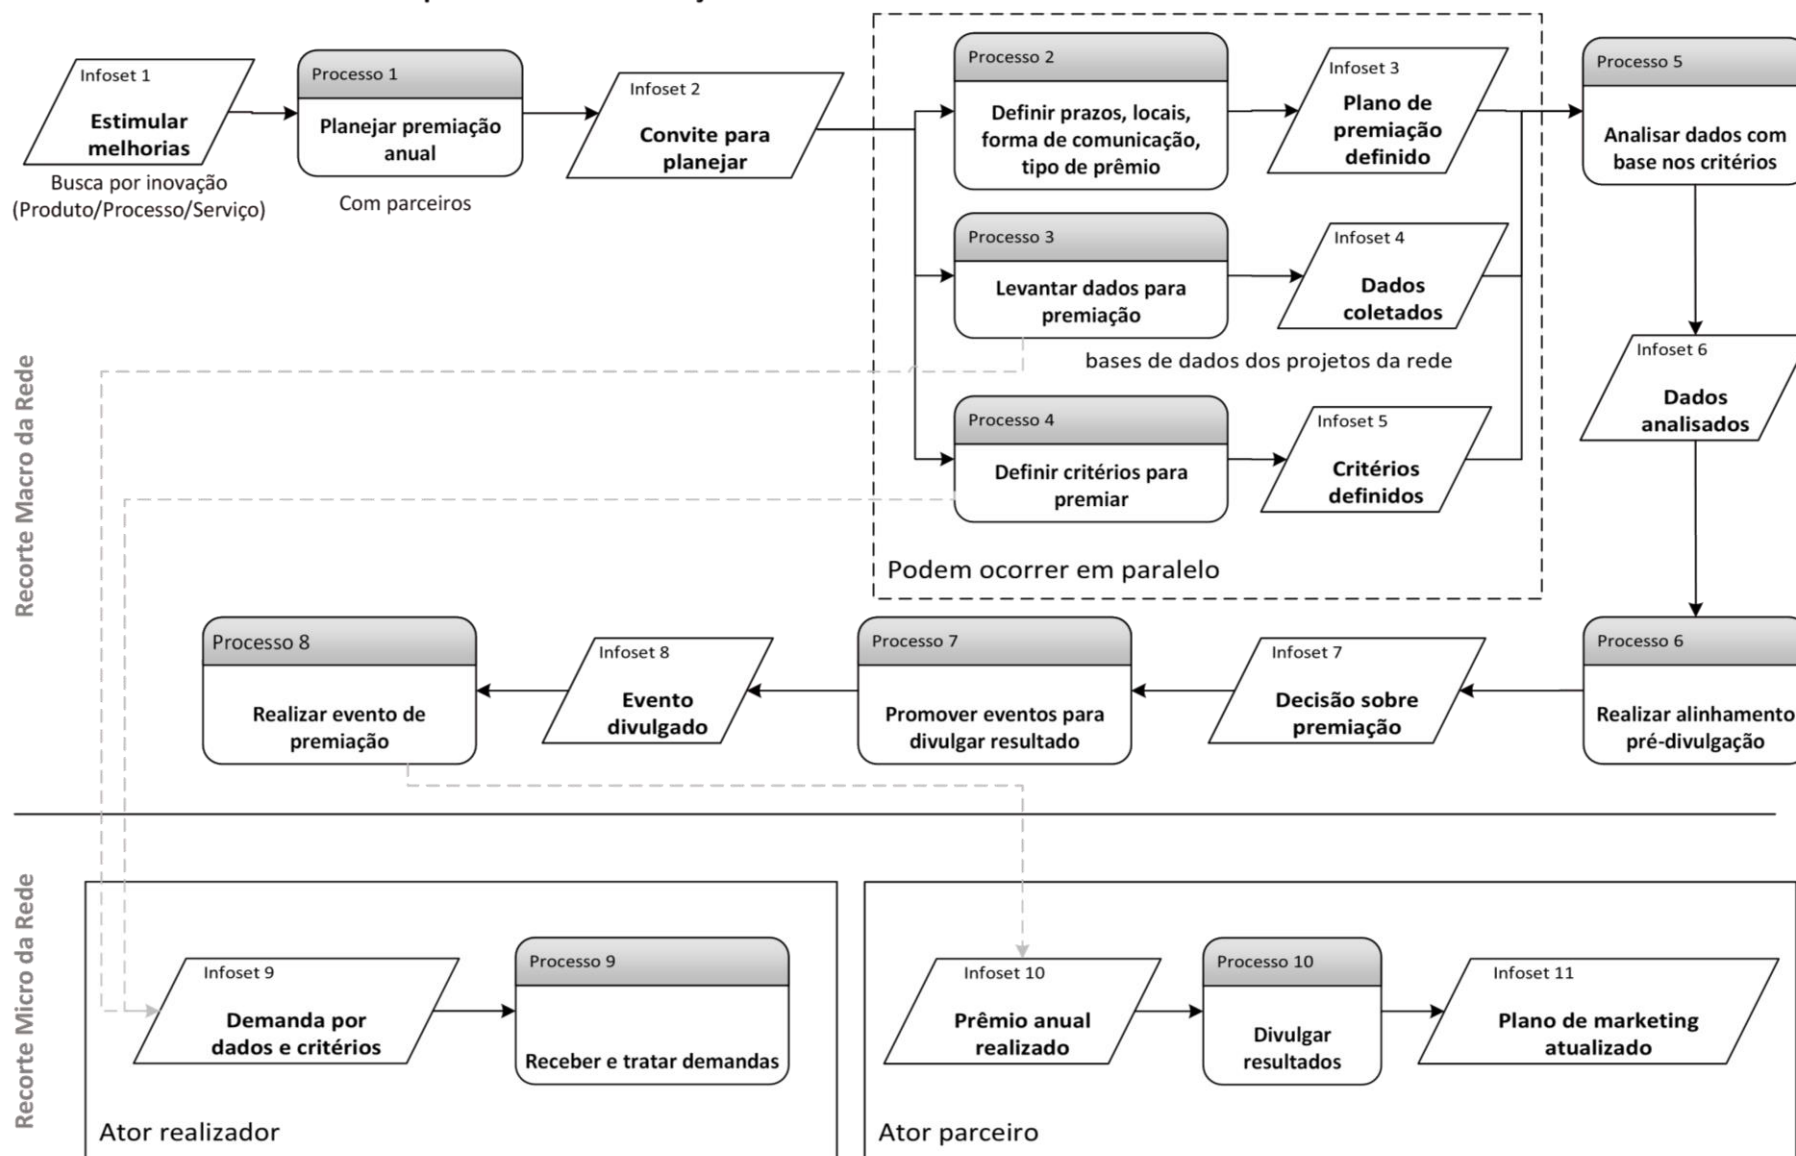 Infoset 1
Estimular
melhorias
Busca por inovação
(Produto/Processo/Serviço)
Processo 1
Planejar premiação
anual
Com parceiros
Infoset 2
Convite para
planejar
Processo 2
Definir prazos, locais,
forma de comunicação,
tipo de prêmio
Infoset 3
Plano de
premiação
definido
Processo 3
Levantar dados para
premiação
Infoset 4
Dados
coletados
bases de dados dos projetos da rede
Processo 4
Definir critérios para
premiar
Infoset 5
Critérios
definidos
Podem ocorrer em paralelo
Processo 5
Analisar dados com
base nos critérios
Infoset 6
Dados
analisados
Recorte Macro da Rede
Processo 6
Realizar alinhamento
pré-divulgação
Infoset 7
Decisão sobre
premiação
Processo 7
Promover eventos para
divulgar resultado
Infoset 8
Evento
divulgado
Processo 8
Realizar evento de
premiação
Recorte Micro da Rede
Infoset 9
Demanda por
dados e critérios
Processo 9
Receber e tratar demandas
Ator realizador
Infoset 10
Prêmio anual
realizado
Processo 10
Divulgar
resultados
Infoset 11
Plano de marketing
atualizado
Ator parceiro